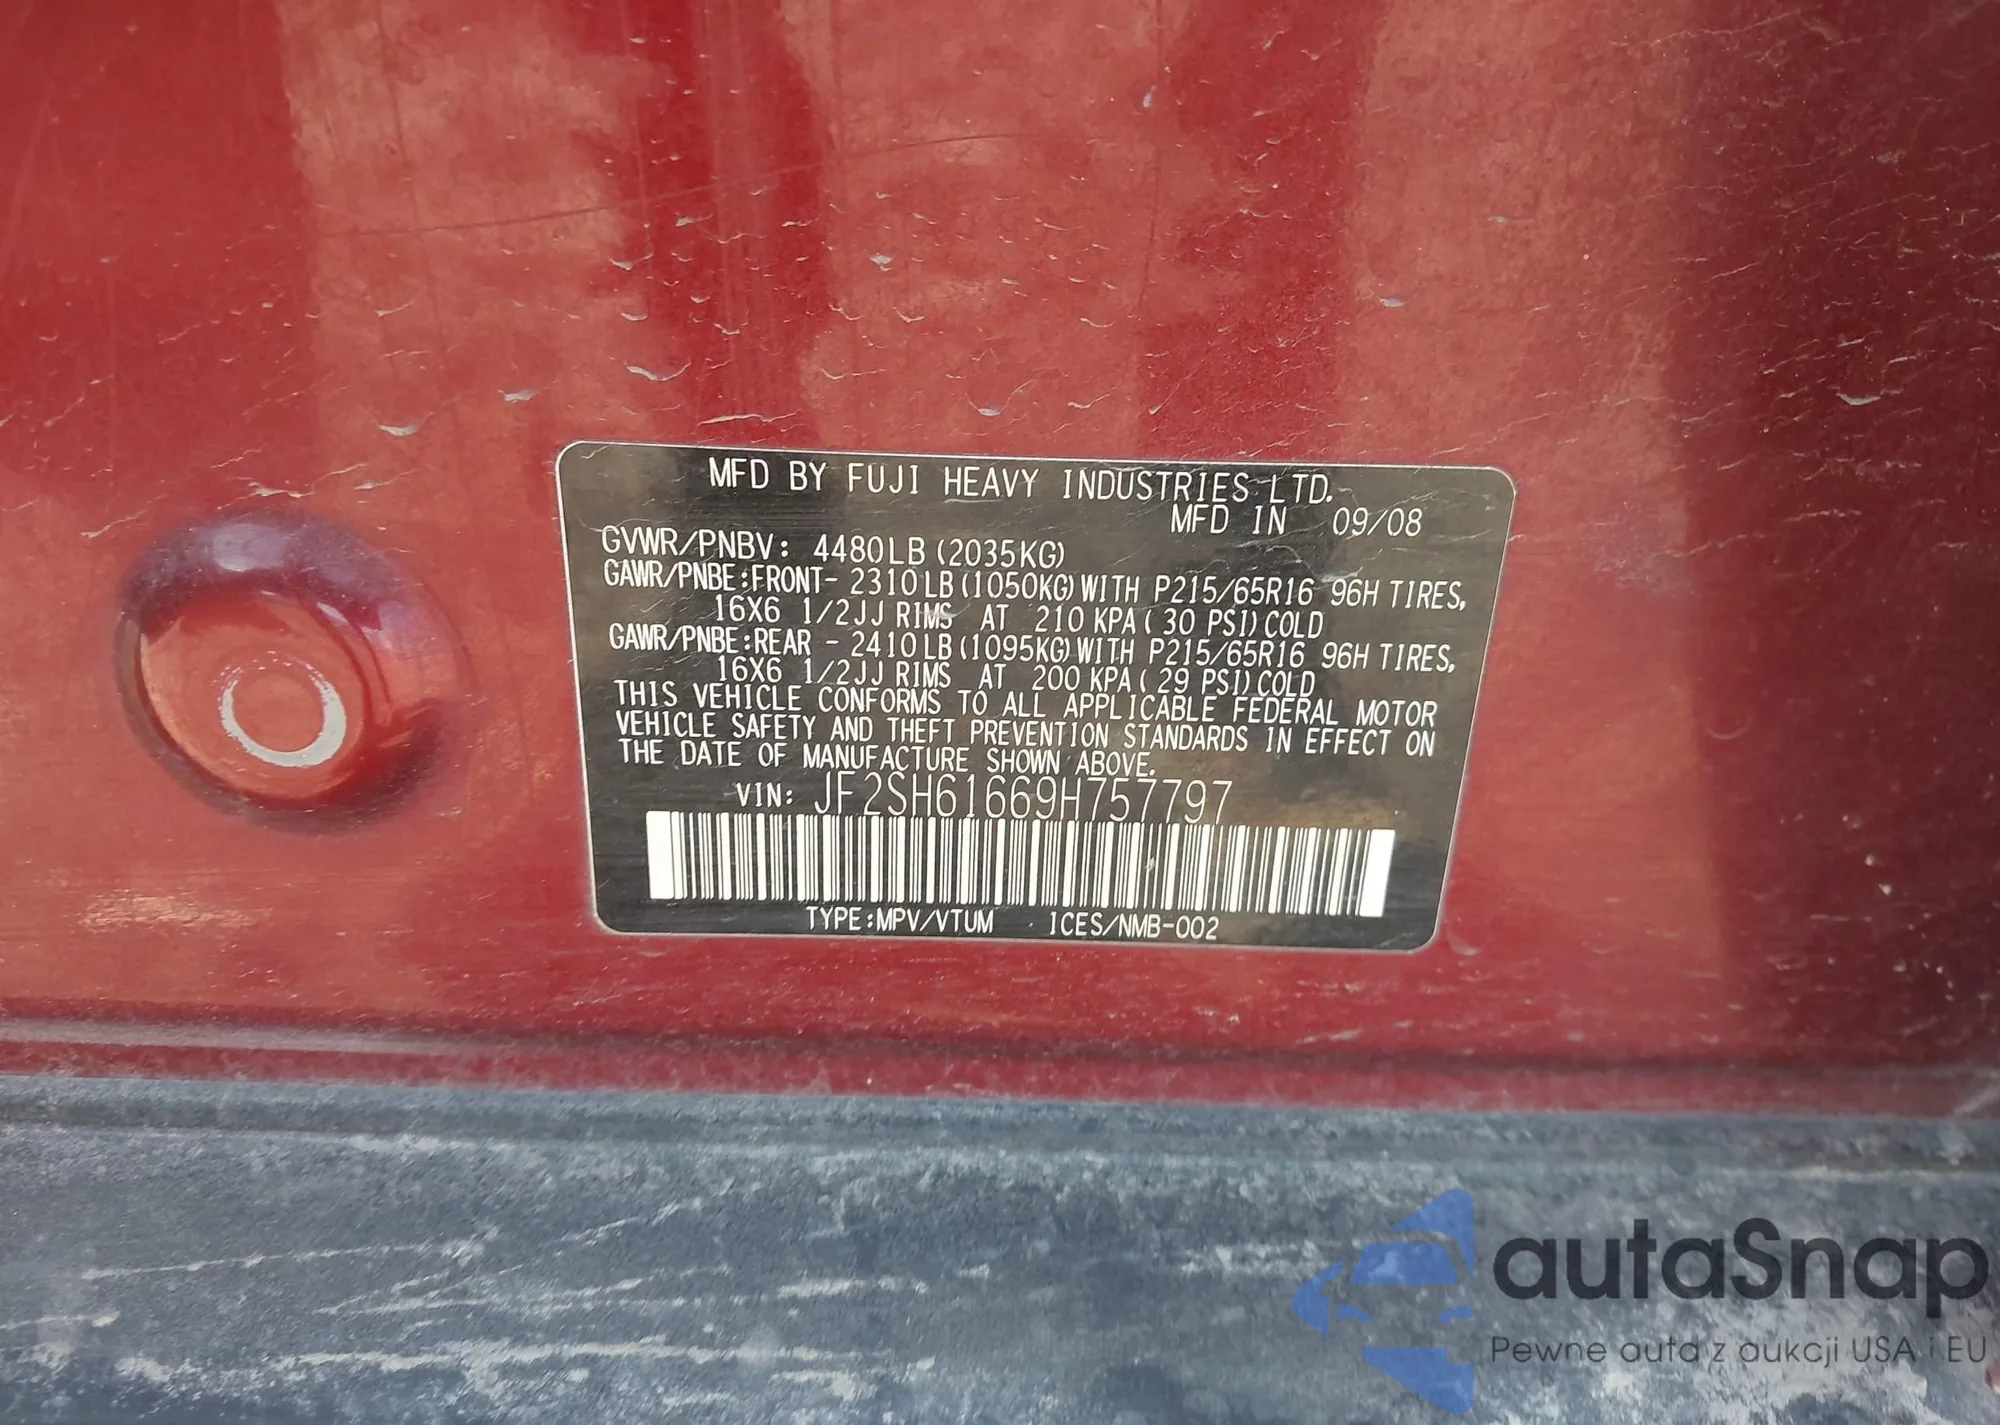 MFD BY FUJI HEAVY INDUSTRIES LTD.
MFD IN 09/08
GVWR/PNBV: 4480LB (2035KG)
GAWR/PNBE:FRONT- 2310LB (1050KG) WITH P215/65R16 96H TIRES,
16X6 1/2JJ RIMS AT 210 KPA ( 30 PSI) COLD
GAWR/PNBE:REAR - 2410LB (1095KG) WITH P215/65R16 96H TIRES,
16X6 1/2JJ RIMS AT 200 KPA ( 29 PSI) COLD
THIS VEHICLE CONFORMS TO ALL APPLICABLE FEDERAL MOTOR
VEHICLE SAFETY AND THEFT PREVENTION STANDARDS IN EFFECT ON
THE DATE OF MANUFACTURE SHOWN ABOVE.
VIN: JF2SH61669H757797
TYPE:MPV/VTUM ICES/NMB-002
autaSnap
Pewne auta z aukcji USA i EU